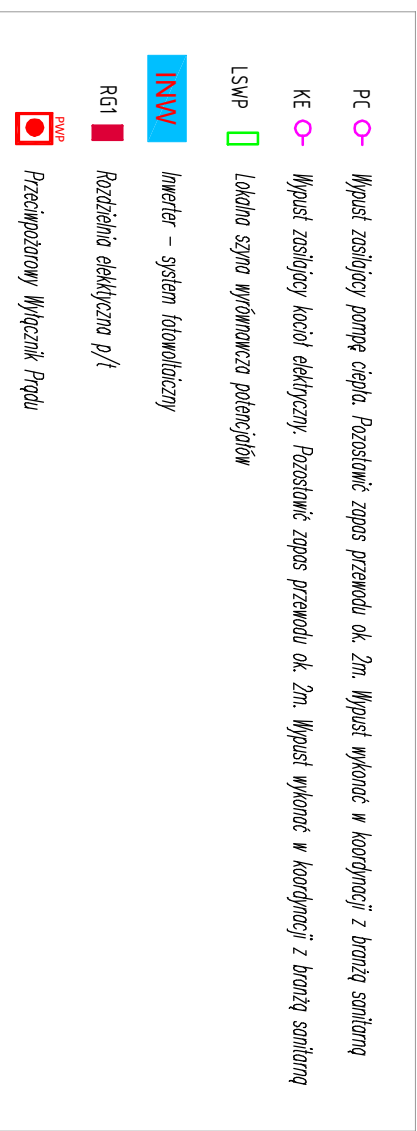 PC Wypust zasilajacy pompę ciepła. Pozostawić zapas przewodu ok. 2m. Wypust wykonać w koordynacji z branżą sanitarną
KE Wypust zasilający kocioł elektryczny. Pozostawić zapas przewodu ok. 2m. Wypust wykonać w koordynacji z branżą sanitarną
LSWP Lokalna szyna wyrównawcza potencjałów
INW Inwerter – system fotowoltaiczny
RG1 Rozdzielnia elekktyczna p/t
PWP Przeciwpożarowy Wyłącznik Prądu